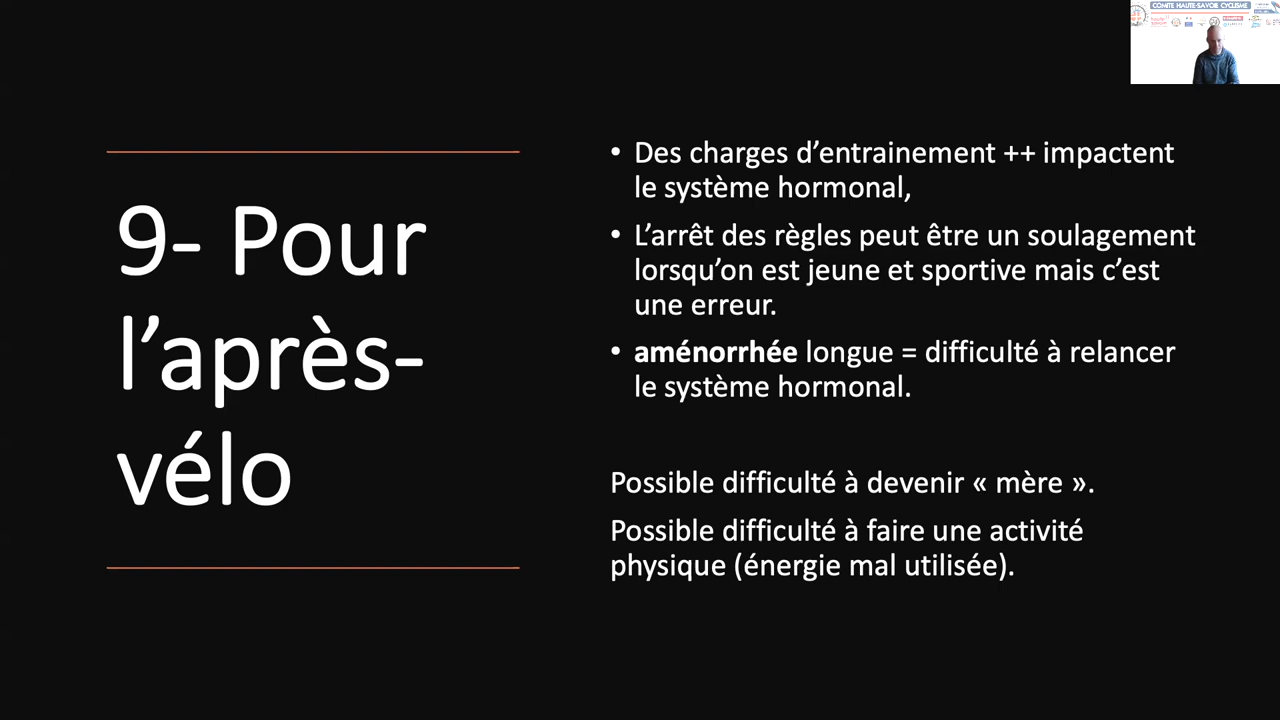 COMITE HAUTE-SAVOIE CYCLISME
9- Pour
l’après-
vélo
• Des charges d’entrainement ++ impactent
le système hormonal,
• L’arrêt des règles peut être un soulagement
lorsqu’on est jeune et sportive mais c’est
une erreur.
• aménorrhée longue = difficulté à relancer
le système hormonal.
Possible difficulté à devenir « mère ».
Possible difficulté à faire une activité
physique (énergie mal utilisée).